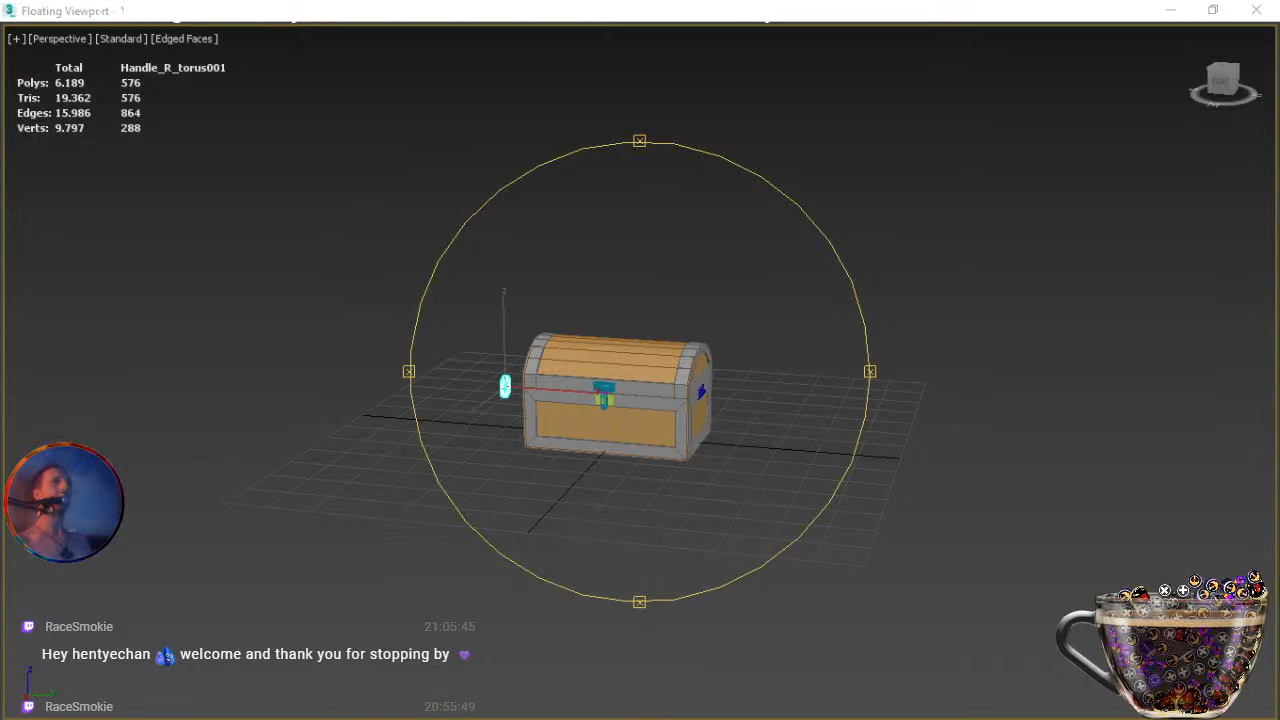 Floating Viewport - 1
[+] [Perspective] [Standard] [Edged Faces]
Total Handle_R_torus001
Polys: 6.189 576
Tris: 19.362 576
Edges: 15.986 864
Verts: 9.797 288
z
RaceSmokie 21:05:45
Hey hentyechan welcome and thank you for stopping by
z
RaceSmokie 20:55:49